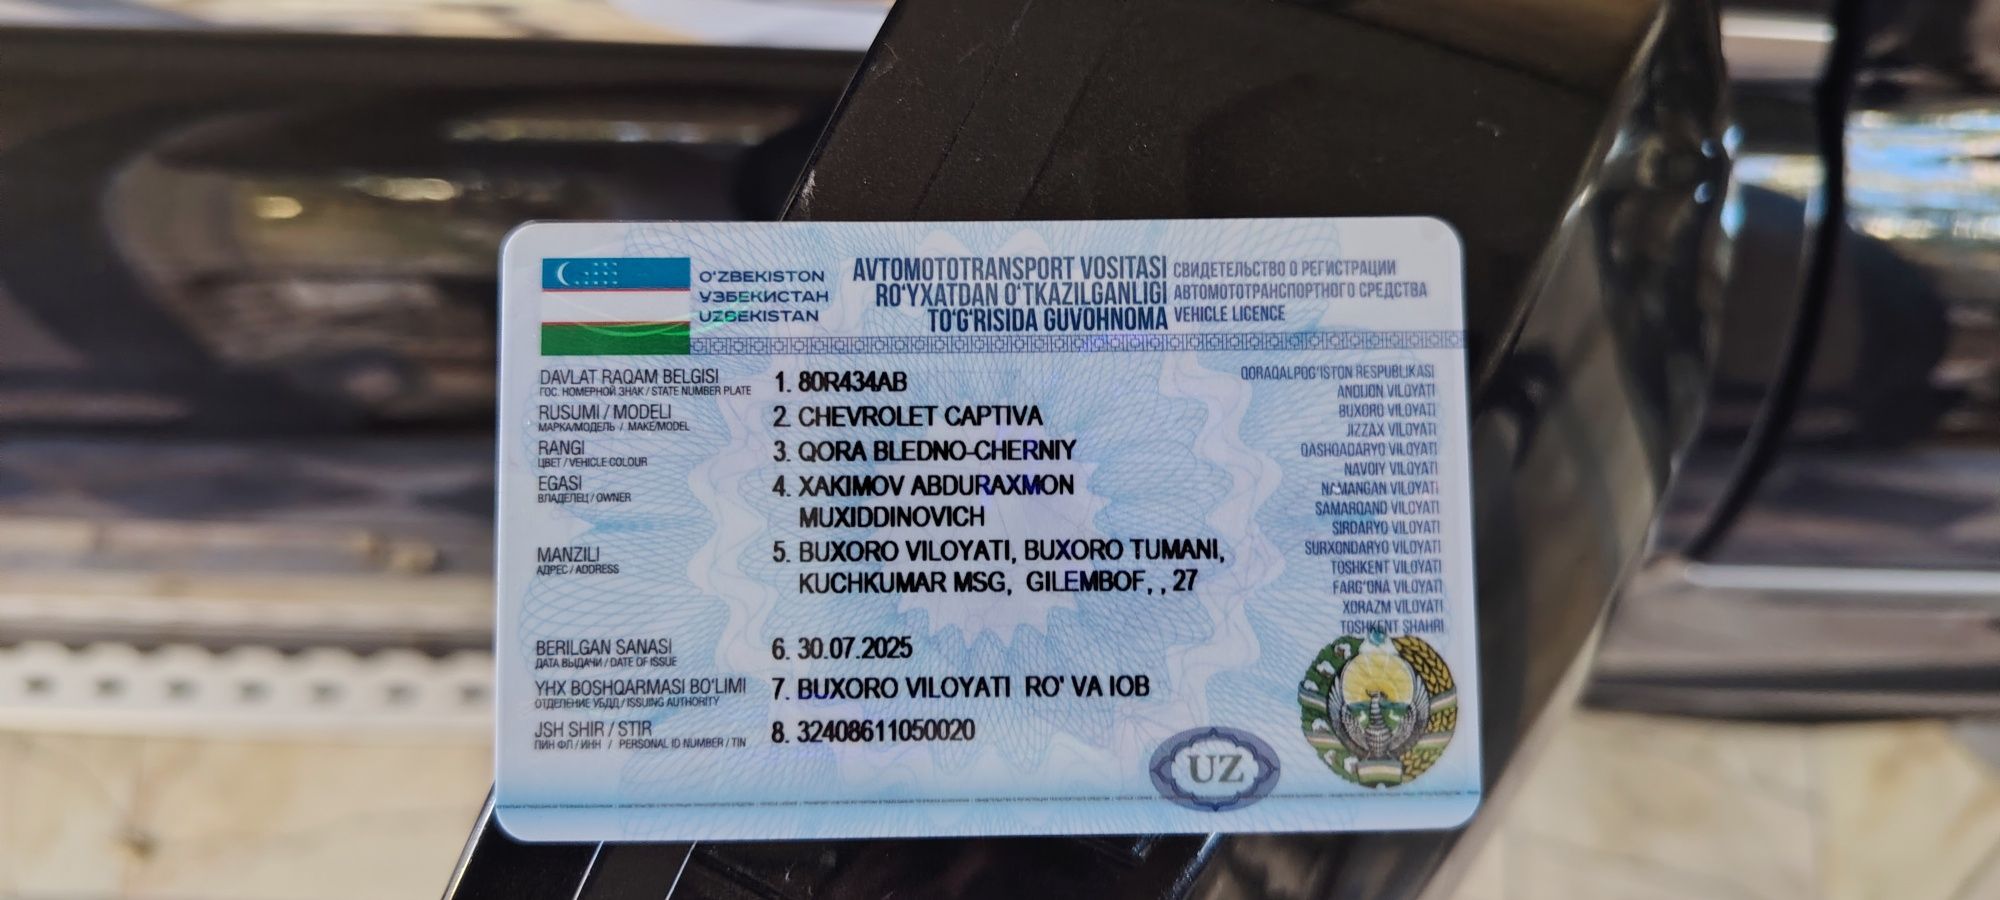 O'ZBEKISTON
УЗБЕКИСТАН
UZBEKISTAN
AVTOMOTOTRANSPORT VOSITASI
RO'YXATDAN O'TKAZILGANLIGI
TO'G'RISIDA GUVOHNOMA
СВИДЕТЕЛЬСТВО О РЕГИСТРАЦИИ
АВТОМОТОТРАНСПОРТНОГО СРЕДСТВА
VEHICLE LICENCE
DAVLAT RAQAM BELGISI
ГОС. НОМЕРНОЙ ЗНАК / STATE NUMBER PLATE
1. 80R434AB
RUSUMI / MODELI
МАРКА/МОДЕЛЬ / MAKE/MODEL
2. CHEVROLET CAPTIVA
RANGI
ЦВЕТ / VEHICLE COLOUR
3. QORA BLEDNO-CHERNIY
EGASI
ВЛАДЕЛЕЦ / OWNER
4. XAKIMOV ABDURAXMON
MUXIDDINOVICH
MANZILI
АДРЕС / ADDRESS
5. BUXORO VILOYATI, BUXORO TUMANI,
KUCHKUMAR MSG, GILEMBOF, , 27
BERILGAN SANASI
ДАТА ВЫДАЧИ / DATE OF ISSUE
6. 30.07.2025
YHX BOSHQARMASI BO'LIMI
ОТДЕЛЕНИЕ УБДД / ISSUING AUTHORITY
7. BUXORO VILOYATI RO' VA IOB
JSH SHIR / STIR
ПИН ФЛ / ИНН / PERSONAL ID NUMBER / TIN
8. 32408611050020
QORAQALPOG'ISTON RESPUBLIKASI
ANDIJON VILOYATI
BUXORO VILOYATI
JIZZAX VILOYATI
QASHQADARYO VILOYATI
NAVOIY VILOYATI
NAMANGAN VILOYATI
SAMARQAND VILOYATI
SIRDARYO VILOYATI
SURXONDARYO VILOYATI
TOSHKENT VILOYATI
FARG'ONA VILOYATI
XORAZM VILOYATI
TOSHKENT SHAHRI
UZ